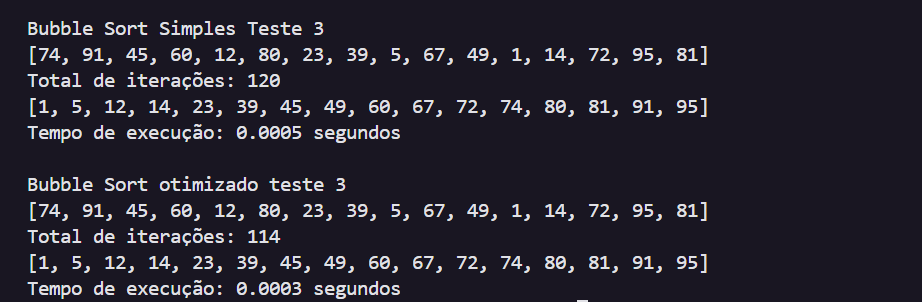 Bubble Sort Simples Teste 3
[74, 91, 45, 60, 12, 80, 23, 39, 5, 67, 49, 1, 14, 72, 95, 81]
Total de iterações: 120
[1, 5, 12, 14, 23, 39, 45, 49, 60, 67, 72, 74, 80, 81, 91, 95]
Tempo de execução: 0.0005 segundos
Bubble Sort otimizado teste 3
[74, 91, 45, 60, 12, 80, 23, 39, 5, 67, 49, 1, 14, 72, 95, 81]
Total de iterações: 114
[1, 5, 12, 14, 23, 39, 45, 49, 60, 67, 72, 74, 80, 81, 91, 95]
Tempo de execução: 0.0003 segundos